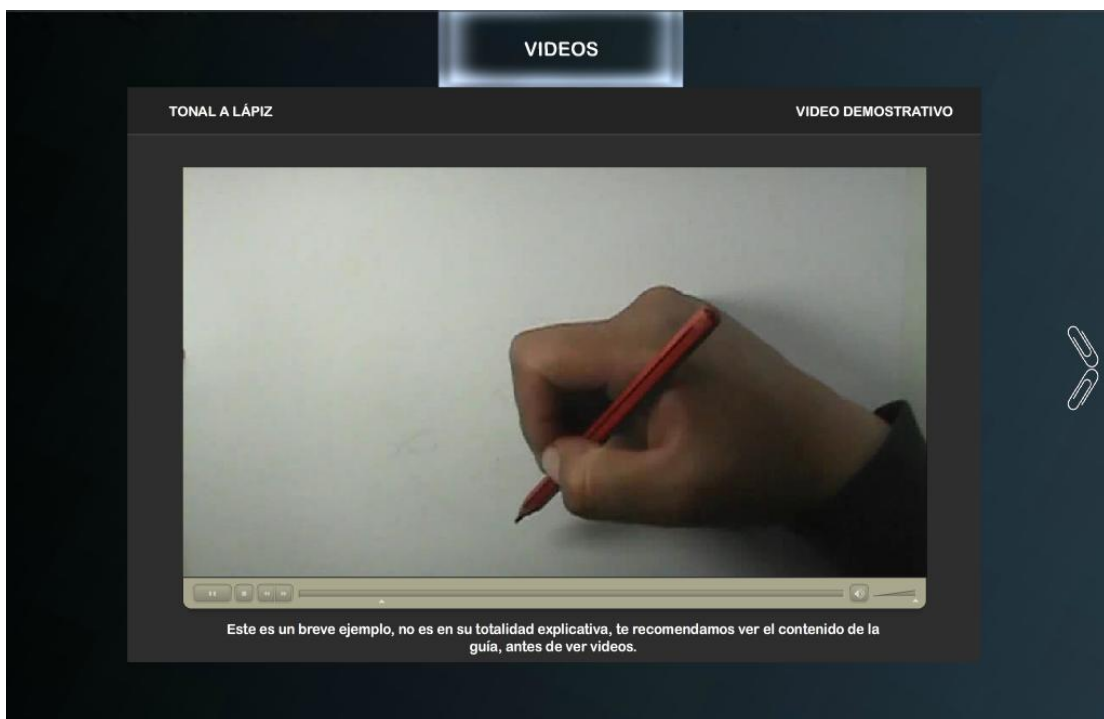 VIDEOS
TONAL A LÁPIZ
VIDEO DEMOSTRATIVO
Este es un breve ejemplo, no es en su totalidad explicativa, te recomendamos ver el contenido de la
guía, antes de ver videos.